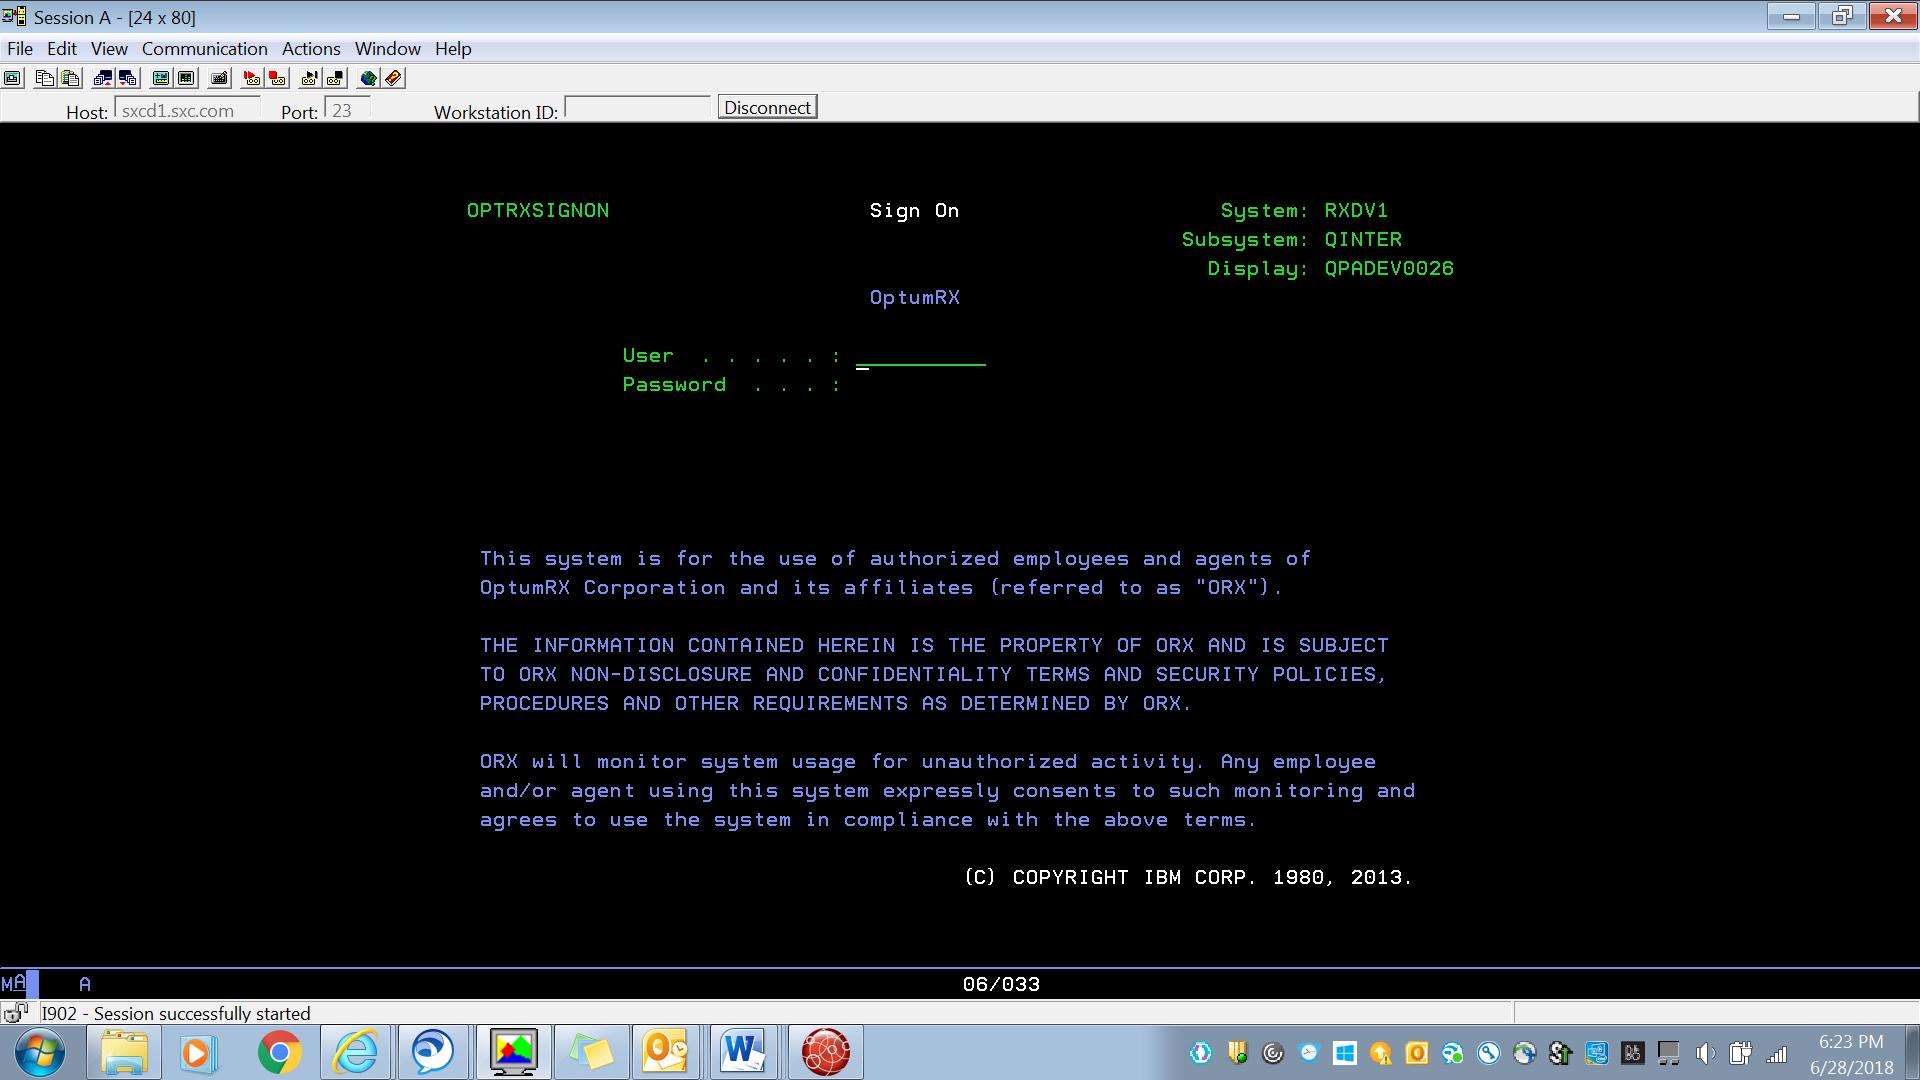 Session A - [24 x 80]
File Edit View Communication Actions Window Help
Host: sxcd1.sxc.com Port: 23 Workstation ID: Disconnect
OPTRXSIGNON Sign On System: RXDV1
Subsystem: QINTER
Display: QPADEV0026
OptumRX
User . . . . . :
Password . . . :
This system is for the use of authorized employees and agents of
OptumRX Corporation and its affiliates (referred to as "ORX").
THE INFORMATION CONTAINED HEREIN IS THE PROPERTY OF ORX AND IS SUBJECT
TO ORX NON-DISCLOSURE AND CONFIDENTIALITY TERMS AND SECURITY POLICIES,
PROCEDURES AND OTHER REQUIREMENTS AS DETERMINED BY ORX.
ORX will monitor system usage for unauthorized activity. Any employee
and/or agent using this system expressly consents to such monitoring and
agrees to use the system in compliance with the above terms.
(C) COPYRIGHT IBM CORP. 1980, 2013.
MA A 06/033
I902 - Session successfully started
6:23 PM
6/28/2018